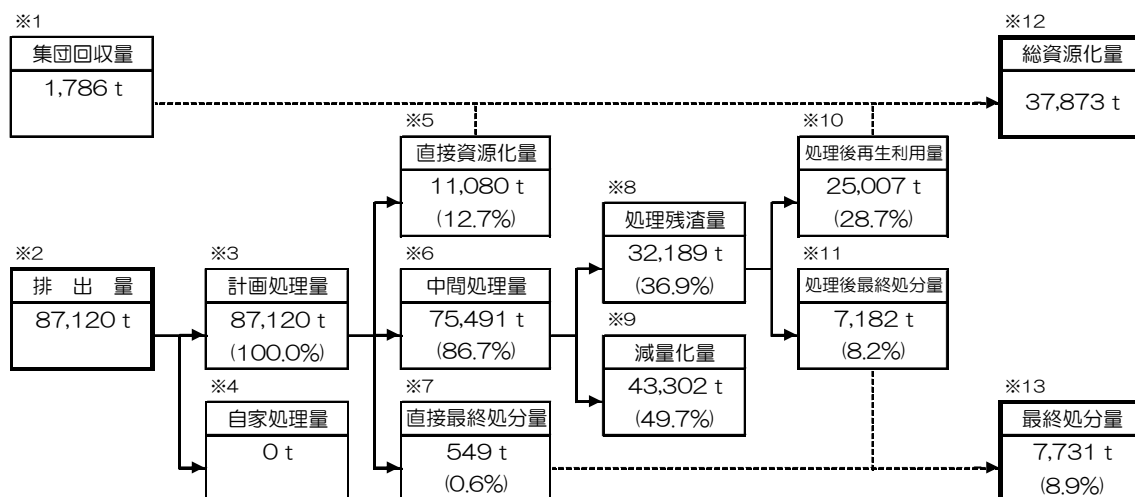 ※1
集団回収量
1,786 t
※12
総資源化量
37,873 t
※5
直接資源化量
11,080 t
(12.7%)
※10
処理後再生利用量
25,007 t
(28.7%)
※8
処理残渣量
32,189 t
(36.9%)
※2
排 出 量
87,120 t
※3
計画処理量
87,120 t
(100.0%)
※6
中間処理量
75,491 t
(86.7%)
※11
処理後最終処分量
7,182 t
(8.2%)
※9
減量化量
43,302 t
(49.7%)
※4
自家処理量
0 t
※7
直接最終処分量
549 t
(0.6%)
※13
最終処分量
7,731 t
(8.9%)